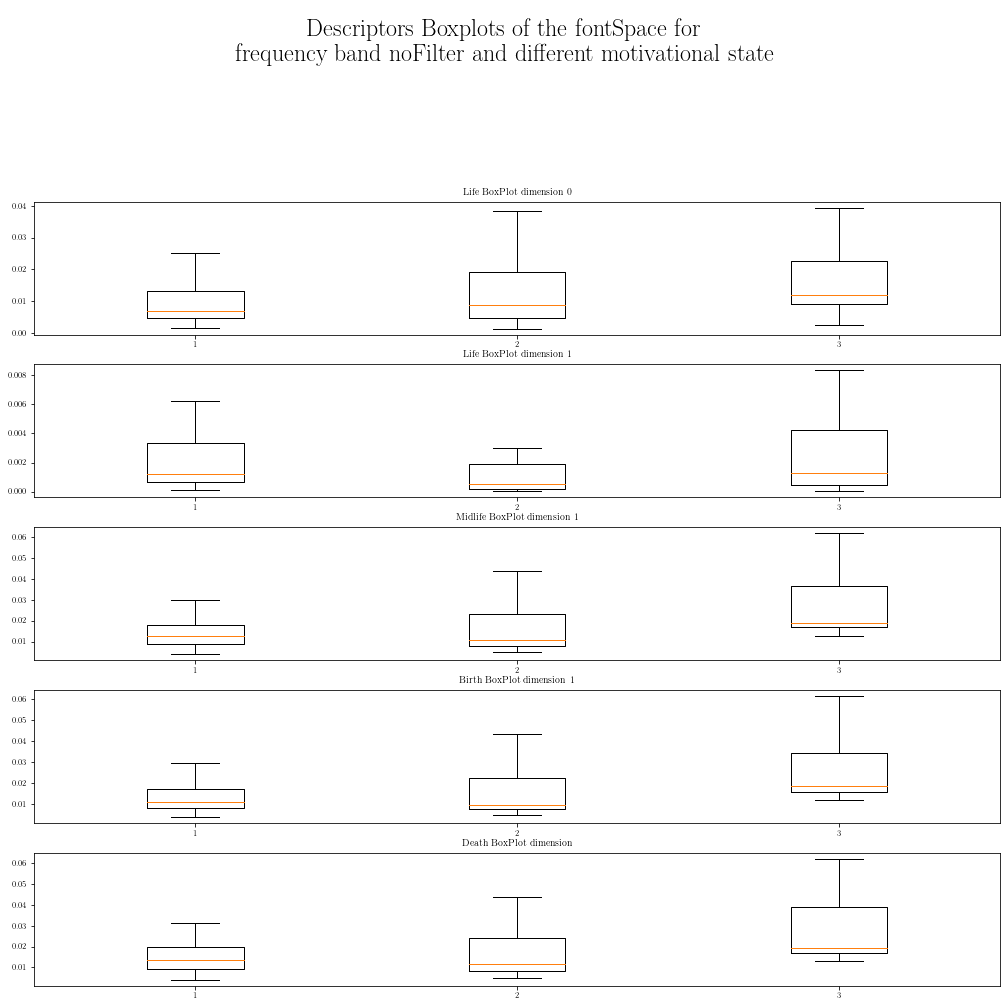 Descriptors Boxplots of the fontSpace for
frequency band noFilter and different motivational state
Life BoxPlot dimension 0
0.04
0.03
0.02
0.01
0.00
1 2 3
Life BoxPlot dimension 1
0.008
0.006
0.004
0.002
0.000
1 2 3
Midlife BoxPlot dimension 1
0.06
0.05
0.04
0.03
0.02
0.01
1 2 3
Birth BoxPlot dimension 1
0.06
0.05
0.04
0.03
0.02
0.01
1 2 3
Death BoxPlot dimension
0.06
0.05
0.04
0.03
0.02
0.01
1 2 3